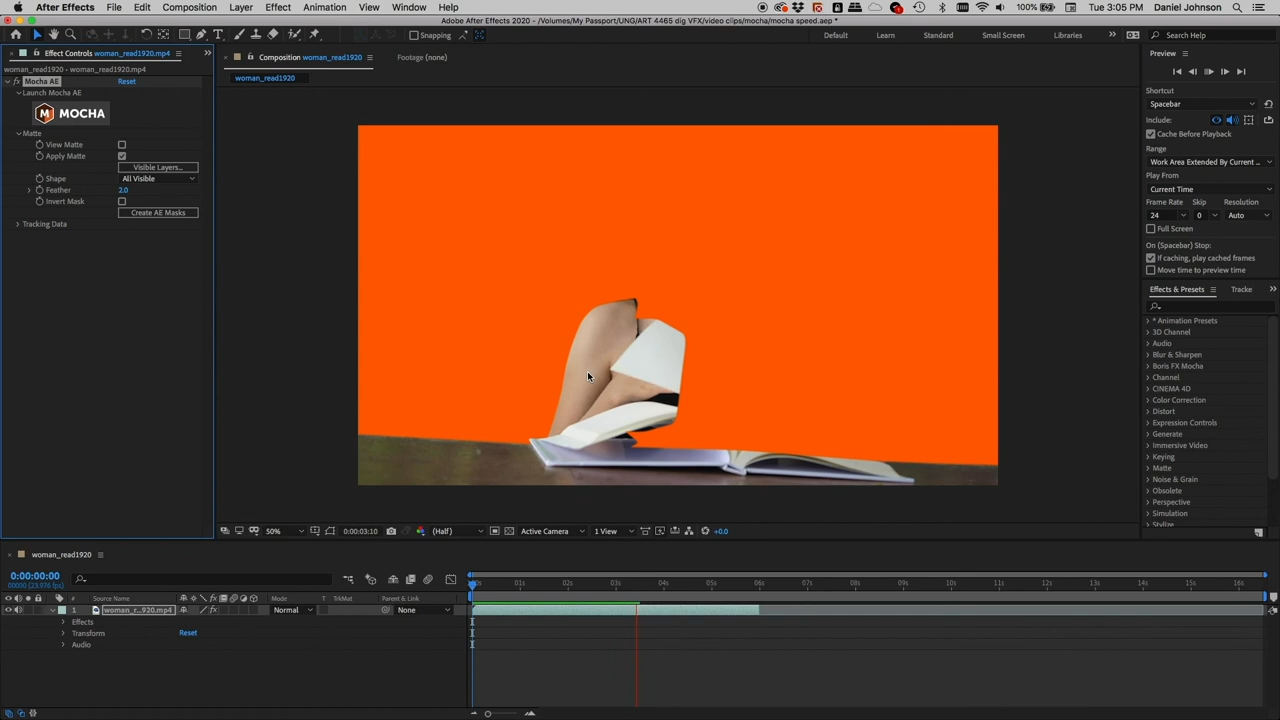 After Effects File Edit Composition Layer Effect Animation View Window Help 100% Tue 3:05 PM Daniel Johnson
Adobe After Effects 2020 - /Volumes/My Passport/UNG/ART 4465 dig VFX/video clips/mocha/mocha speed.aep *
Snapping Default Learn Standard Small Screen Libraries Search Help
Effect Controls woman_read1920.mp4
woman_read1920 • woman_read1920.mp4
fx Mocha AE Reset
Launch Mocha AE
MOCHA
Matte
View Matte
Apply Matte
Visible Layers...
Shape All Visible
Feather 2.0
Invert Mask
Create AE Masks
Tracking Data
Composition woman_read1920 Footage (none)
woman_read1920
50% 0:00:03:10 (Half) Active Camera 1 View +0.0
Preview
Shortcut
Spacebar
Include:
Cache Before Playback
Range
Work Area Extended By Current ...
Play From
Current Time
Frame Rate Skip Resolution
24 0 Auto
Full Screen
On (Spacebar) Stop:
If caching, play cached frames
Move time to preview time
Effects & Presets Tracke
* Animation Presets
3D Channel
Audio
Blur & Sharpen
Boris FX Mocha
Channel
CINEMA 4D
Color Correction
Distort
Expression Controls
Generate
Immersive Video
Keying
Matte
Noise & Grain
Obsolete
Perspective
Simulation
Stylize
woman_read1920
0:00:00:00
00000 (23.976 fps)
01s 02s 03s 04s 05s 06s 07s 08s 09s 10s 11s 12s 13s 14s 15s 16s
# Source Name Mode T TrkMat Parent & Link
1 woman_r...920.mp4 Normal None
Effects
Transform Reset
Audio